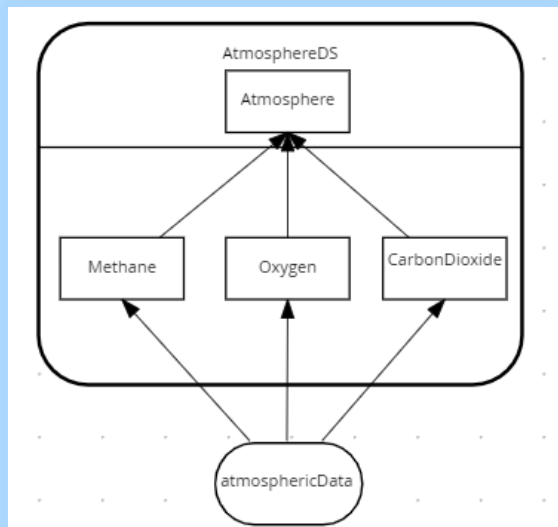 AtmosphereDS
Atmosphere
Methane
Oxygen
CarbonDioxide
atmosphericData